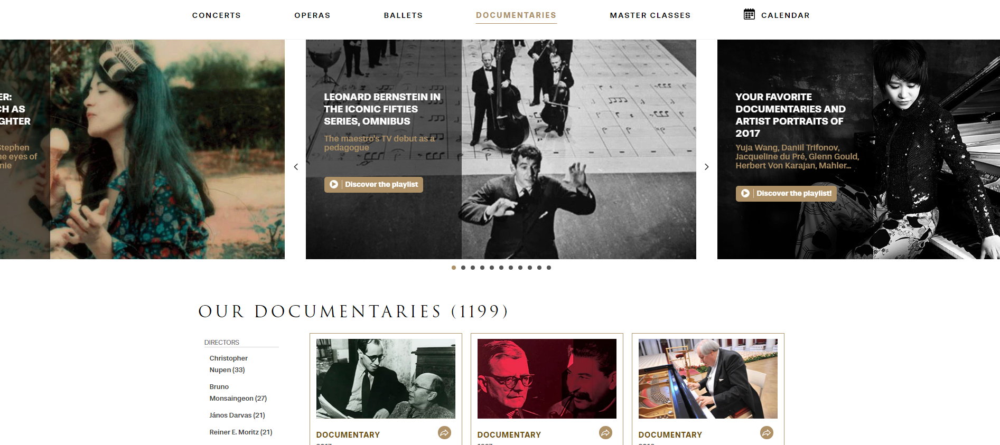 CONCERTS
OPERAS
BALLETS
DOCUMENTARIES
MASTER CLASSES
CALENDAR
ER:
CH AS
GHTER
Stephen
he eyes of
nie
LEONARD BERNSTEIN IN
THE ICONIC FIFTIES
SERIES, OMNIBUS
The maestro's TV debut as a
pedagogue
Discover the playlist
YOUR FAVORITE
DOCUMENTARIES AND
ARTIST PORTRAITS OF
2017
Yuja Wang, Daniil Trifonov,
Jacqueline du Pré, Glenn Gould,
Herbert Von Karajan, Mahler...
Discover the playlist!
OUR DOCUMENTARIES (1199)
DIRECTORS
Christopher
Nupen (33)
Bruno
Monsaingeon (27)
János Darvas (21)
Reiner E. Moritz (21)
DOCUMENTARY
DOCUMENTARY
DOCUMENTARY